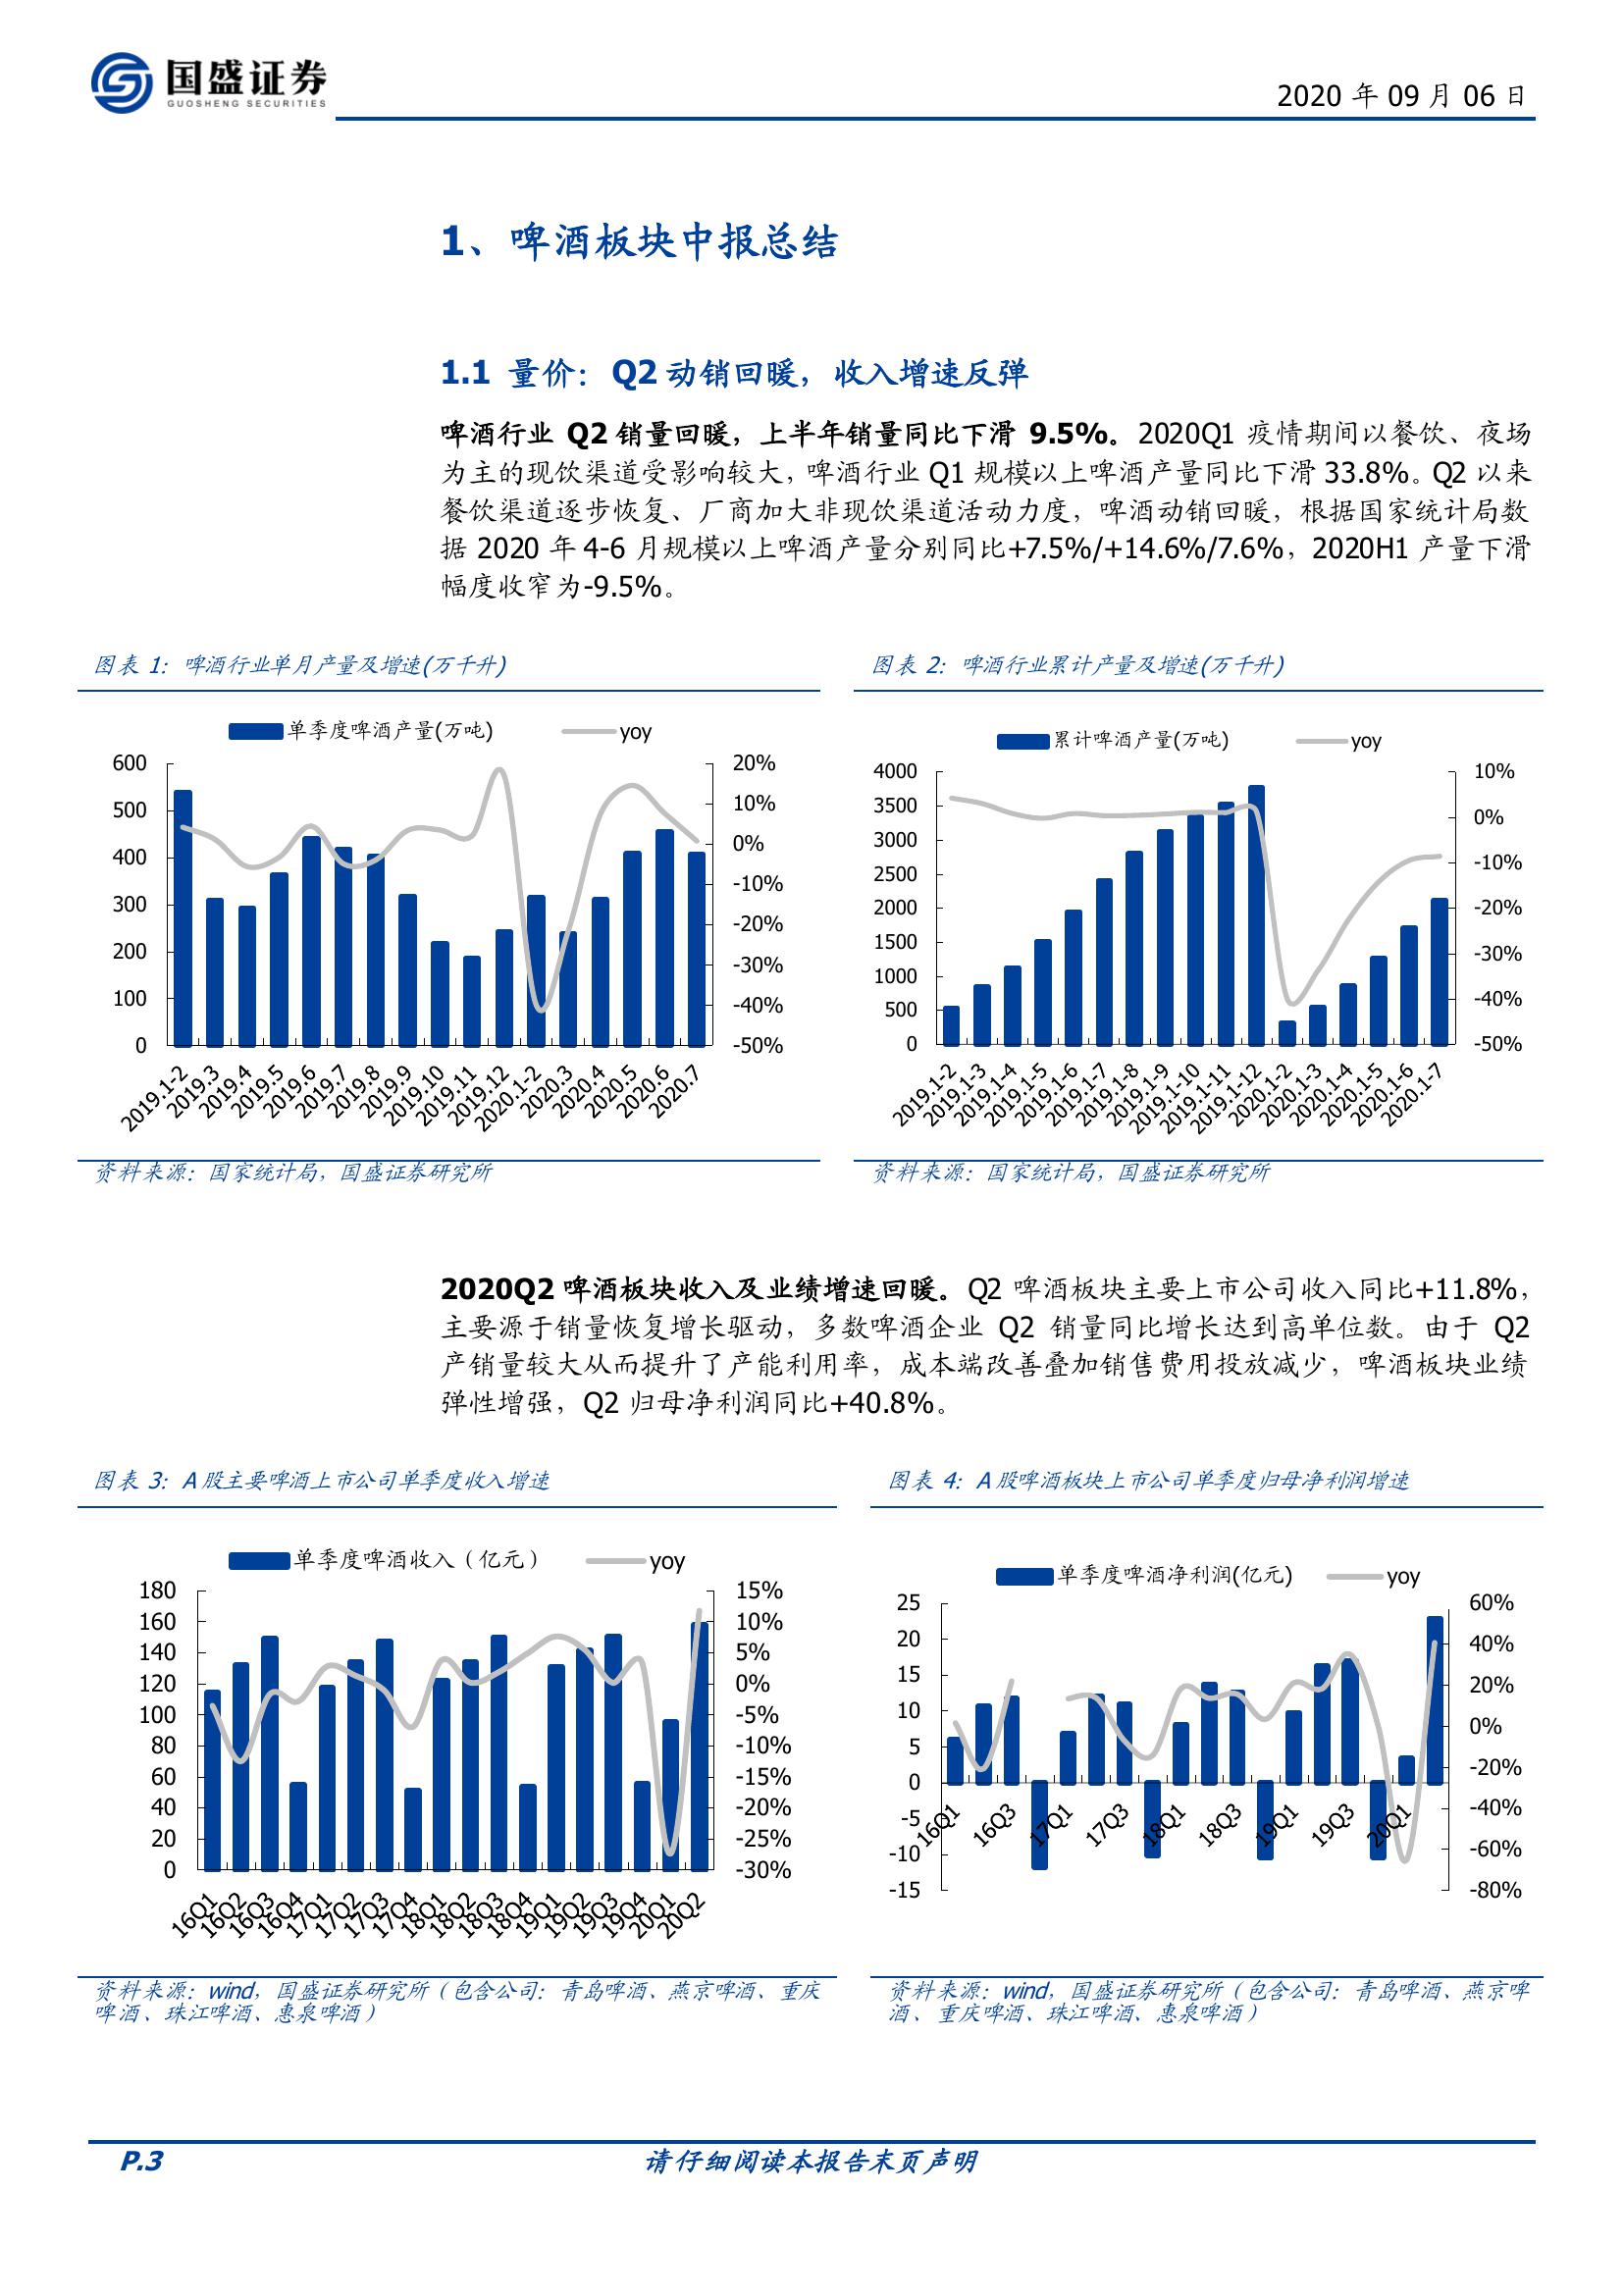 国盛证券
GUOSHENG SECURITIES
2020 年 09 月 06 日
1、啤酒板块中报总结
1.1 量价：Q2 动销回暖，收入增速反弹
啤酒行业 Q2 销量回暖，上半年销量同比下滑 9.5%。2020Q1 疫情期间以餐饮、夜场
为主的现饮渠道受影响较大，啤酒行业 Q1 规模以上啤酒产量同比下滑 33.8%。Q2 以来
餐饮渠道逐步恢复、厂商加大非现饮渠道活动力度，啤酒动销回暖，根据国家统计局数
据 2020 年 4-6 月规模以上啤酒产量分别同比+7.5%/+14.6%/7.6%，2020H1 产量下滑
幅度收窄为-9.5%。
图表 1：啤酒行业单月产量及增速(万千升)
单季度啤酒产量(万吨)
yoy
600
500
400
300
200
100
0
20%
10%
0%
-10%
-20%
-30%
-40%
-50%
2019.1-2
2019.3
2019.4
2019.5
2019.6
2019.7
2019.8
2019.9
2019.10
2019.11
2019.12
2020.1-2
2020.3
2020.4
2020.5
2020.6
2020.7
资料来源：国家统计局，国盛证券研究所
图表 2：啤酒行业累计产量及增速(万千升)
累计啤酒产量(万吨)
yoy
4000
3500
3000
2500
2000
1500
1000
500
0
10%
0%
-10%
-20%
-30%
-40%
-50%
2019.1-2
2019.1-3
2019.1-4
2019.1-5
2019.1-6
2019.1-7
2019.1-8
2019.1-9
2019.1-10
2019.1-11
2019.1-12
2020.1-2
2020.1-3
2020.1-4
2020.1-5
2020.1-6
2020.1-7
资料来源：国家统计局，国盛证券研究所
2020Q2 啤酒板块收入及业绩增速回暖。Q2 啤酒板块主要上市公司收入同比+11.8%，
主要源于销量恢复增长驱动，多数啤酒企业 Q2 销量同比增长达到高单位数。由于 Q2
产销量较大从而提升了产能利用率，成本端改善叠加销售费用投放减少，啤酒板块业绩
弹性增强，Q2 归母净利润同比+40.8%。
图表 3：A 股主要啤酒上市公司单季度收入增速
单季度啤酒收入（亿元）
yoy
180
160
140
120
100
80
60
40
20
0
15%
10%
5%
0%
-5%
-10%
-15%
-20%
-25%
-30%
16Q1
16Q2
16Q3
16Q4
17Q1
17Q2
17Q3
17Q4
18Q1
18Q2
18Q3
18Q4
19Q1
19Q2
19Q3
19Q4
20Q1
20Q2
资料来源：wind，国盛证券研究所（包含公司：青岛啤酒、燕京啤酒、重庆
啤酒、珠江啤酒、惠泉啤酒）
图表 4：A 股啤酒板块上市公司单季度归母净利润增速
单季度啤酒净利润(亿元)
yoy
25
20
15
10
5
0
-5
-10
-15
60%
40%
20%
0%
-20%
-40%
-60%
-80%
16Q1
16Q3
17Q1
17Q3
18Q1
18Q3
19Q1
19Q3
20Q1
资料来源：wind，国盛证券研究所（包含公司：青岛啤酒、燕京啤
酒、重庆啤酒、珠江啤酒、惠泉啤酒）
P.3
请仔细阅读本报告末页声明